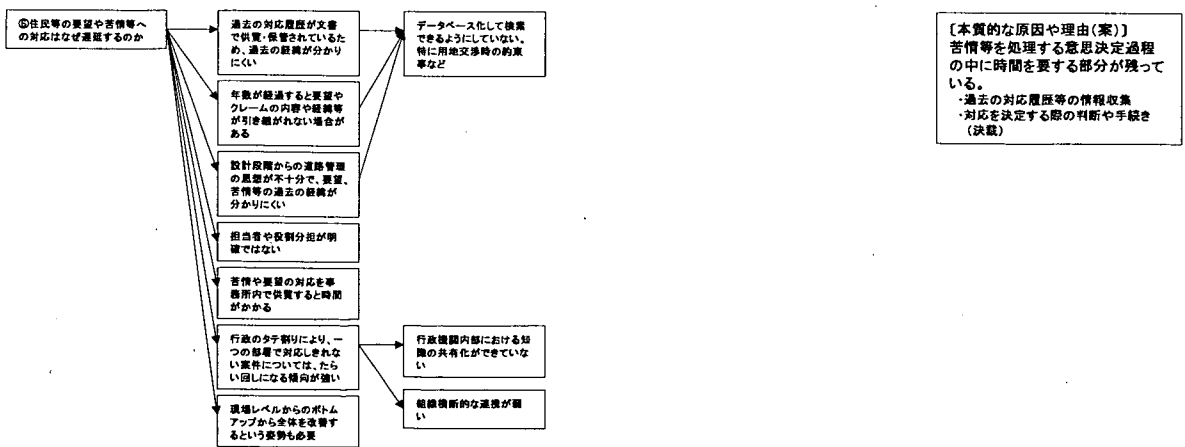 ⑤住民等の要望や苦情等へ
の対応はなぜ遅延するのか
過去の対応履歴が文書
で供覧・保管されているた
め、過去の経緯が分かり
にくい
年数が経過すると要望や
クレームの内容や経緯等
が引き継がれない場合が
ある
設計段階からの道路管理
の思想が不十分で、要望、
苦情等の過去の経緯が
分かりにくい
担当者や役割分担が明
確ではない
苦情や要望の対応を事
務所内で供覧すると時間
がかかる
行政のタテ割りにより、一
つの部署で対応しきれな
い案件については、たら
い回しになる傾向が強い
現場レベルからのボトム
アップから全体を改善す
るという姿勢も必要
データベース化して検索
できるようにしていない。
特に用地交渉時の約束
事など
行政機関内部における知
識の共有化ができていな
い
組織横断的な連携が弱
い
［本質的な原因や理由(案)］
苦情等を処理する意思決定過程
の中に時間を要する部分が残って
いる。
・過去の対応履歴等の情報収集
・対応を決定する際の判断や手続き
（決裁）